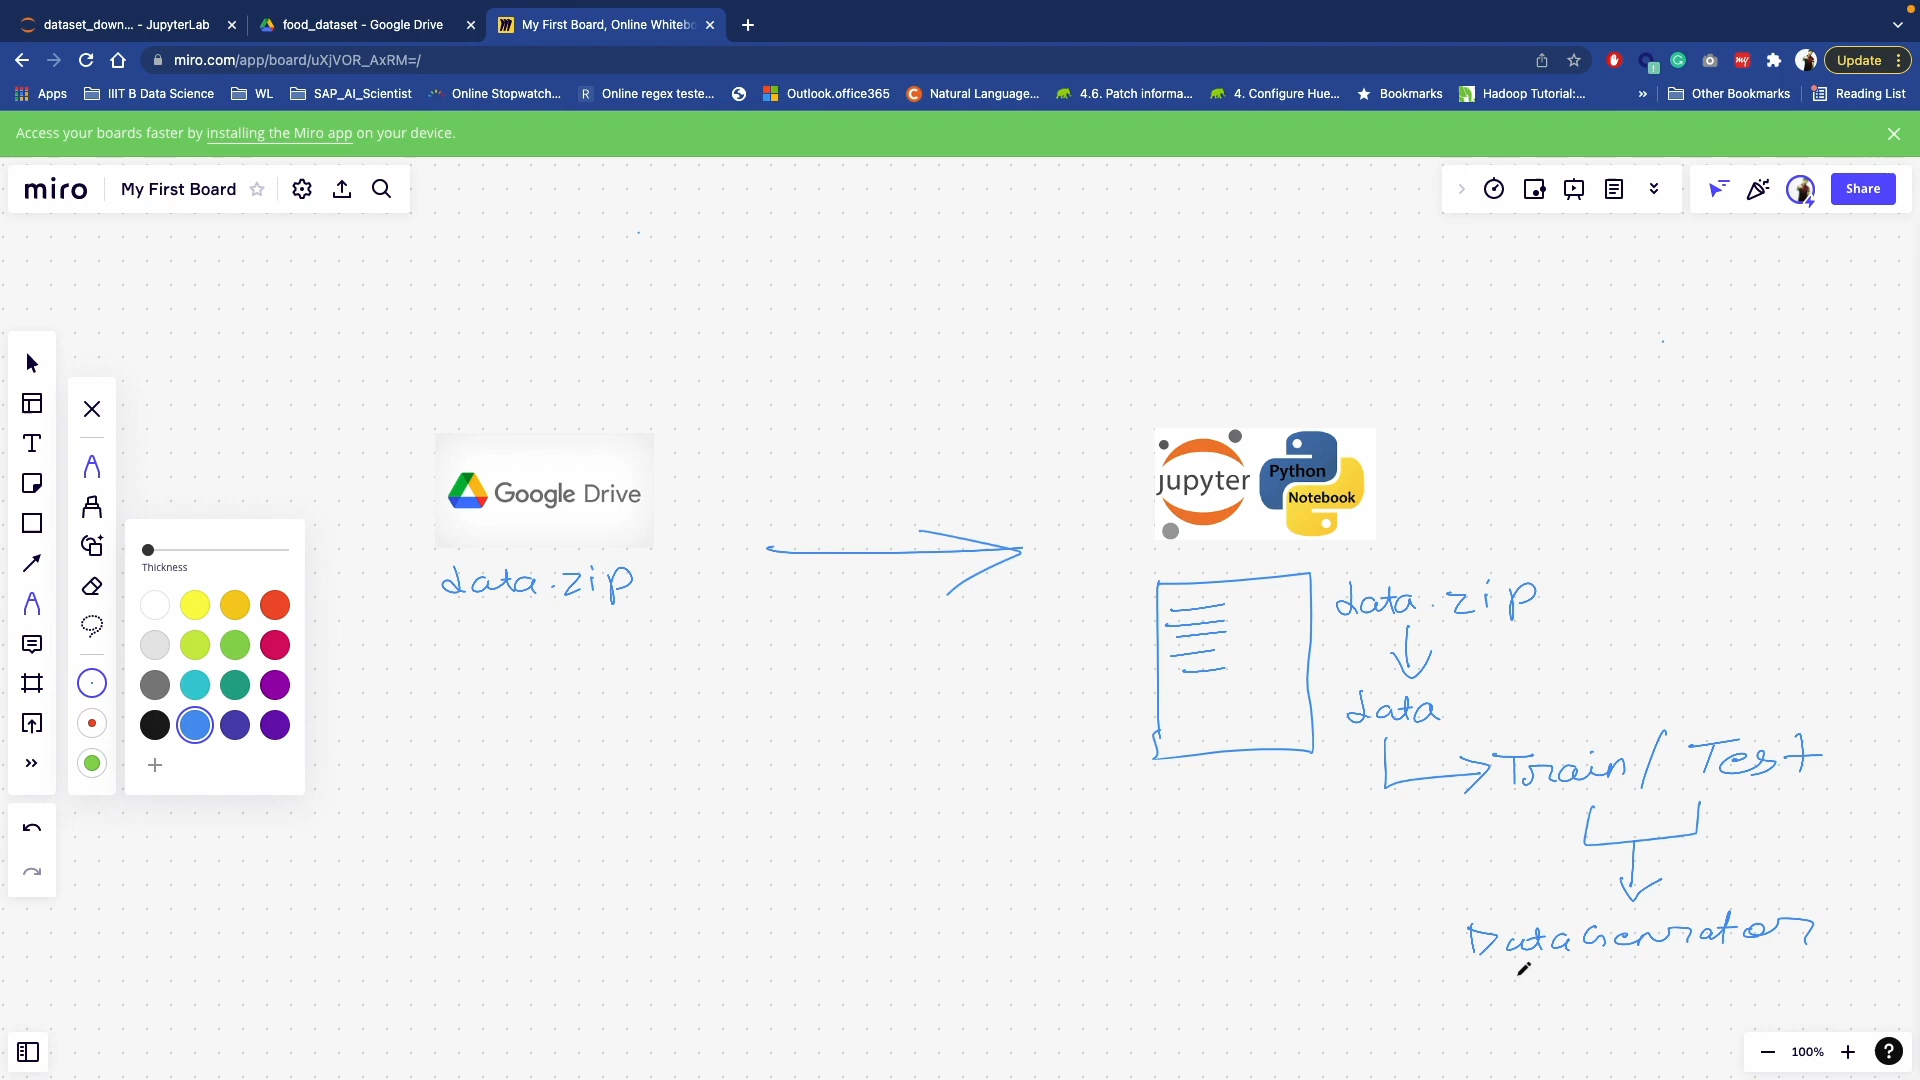 dataset_down... - JupyterLab
food_dataset - Google Drive
My First Board, Online Whitebo
miro.com/app/board/uXjVOR_AxRM=/
Update
Apps
IIIT B Data Science
WL
SAP_AI_Scientist
Online Stopwatch...
Online regex teste...
Outlook.office365
Natural Language...
4.6. Patch informa...
4. Configure Hue...
Bookmarks
Hadoop Tutorial:...
Other Bookmarks
Reading List
Access your boards faster by installing the Miro app on your device.
miro
My First Board
Share
Thickness
Google Drive
data.zip
Jupyter
Python
Notebook
data.zip
data
Train/Test
DataGenrator
100%